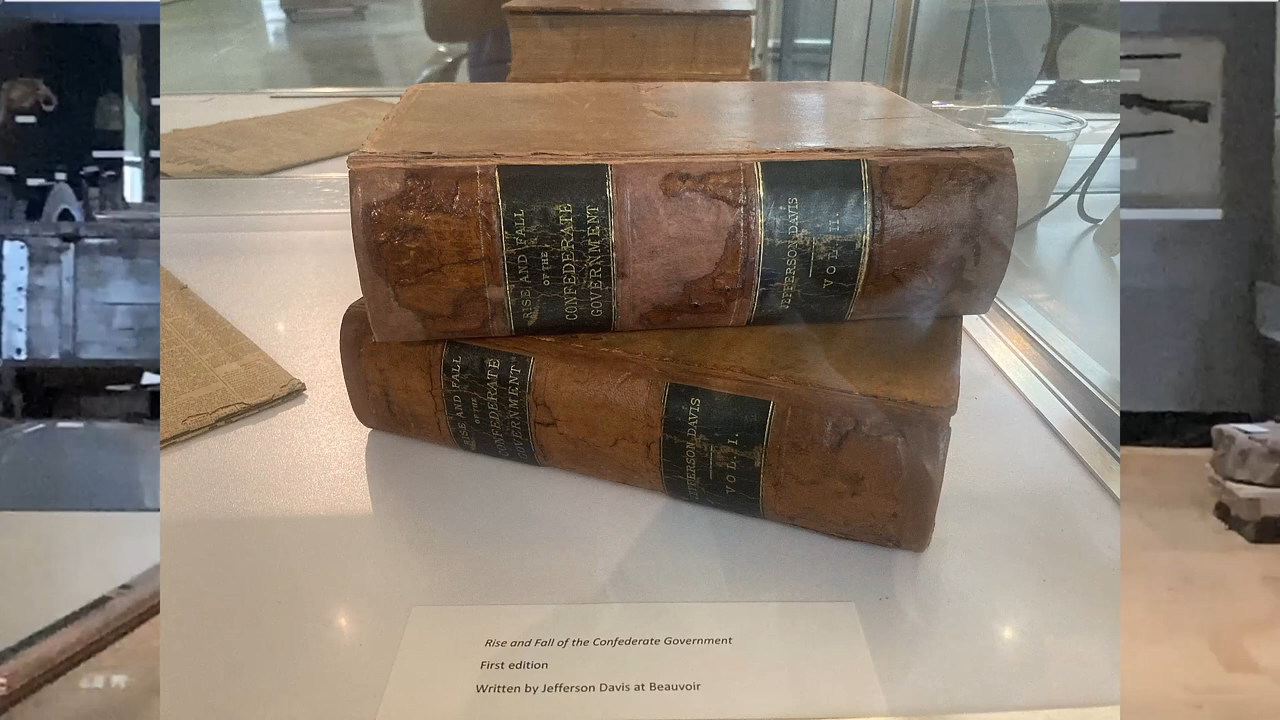 RISE AND FALL
OF THE
CONFEDERATE
GOVERNMENT
JEFFERSON DAVIS
VOL. II.
RISE AND FALL
OF THE
CONFEDERATE
GOVERNMENT
JEFFERSON DAVIS
VOL. I.
Rise and Fall of the Confederate Government
First edition
Written by Jefferson Davis at Beauvoir